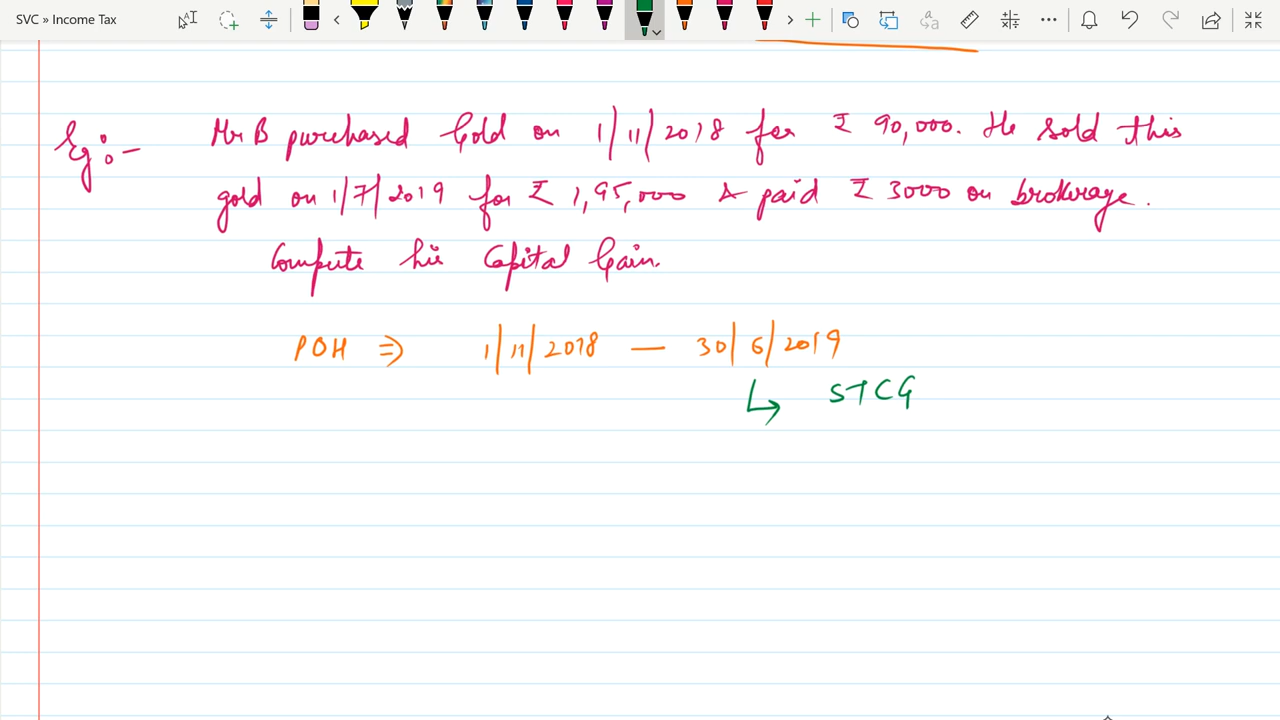 SVC » Income Tax
Eg:-
Mr B purchased Gold on 1/11/2018 for ₹ 90,000. He sold this
gold on 1/7/2019 for ₹ 1,95,000 & paid ₹ 3000 on brokerage.
Compute his Capital Gain.
POH ⇒ 1/11/2018 — 30/6/2019
↳ STCG